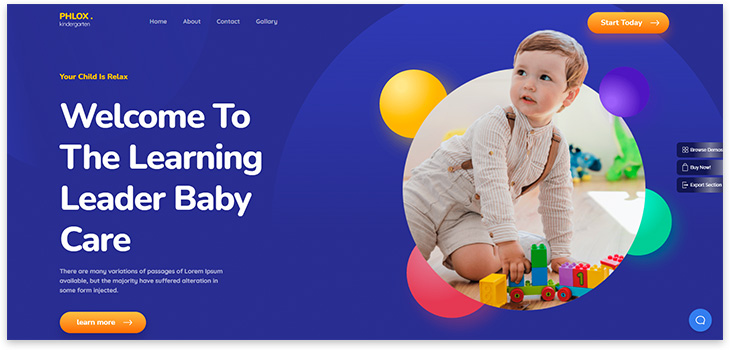 PHLOX .
kindergarten
Home About Contact Gallary
Start Today
Your Child Is Relax
Welcome To
The Learning
Leader Baby
Care
There are many variations of passages of Lorem Ipsum
available, but the majority have suffered alteration in
some form injected.
learn more
Browse Demos
Buy Now!
Export Section